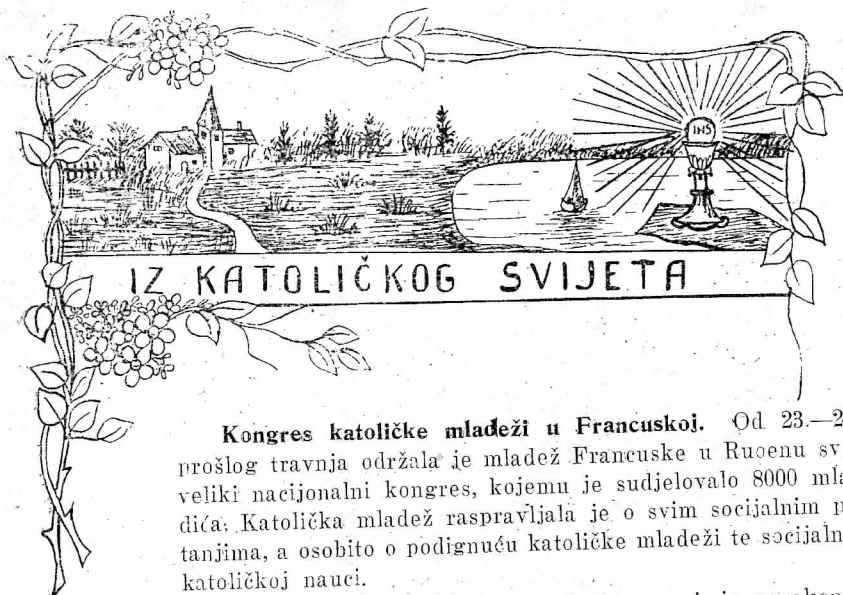 IHS
IZ KATOLIČKOG SVIJETA
Kongres katoličke mladeži u Francuskoj. Od 23.—2
prošlog travnja održala je mladež Francuske u Ruoenu sv
veliki nacijonalni kongres, kojemu je sudjelovalo 8000 mla
dića. Katolička mladež raspravljala je o svim socijalnim p
tanjima, a osobito o podignuću katoličke mladeži te socijaln
katoličkoj nauci.